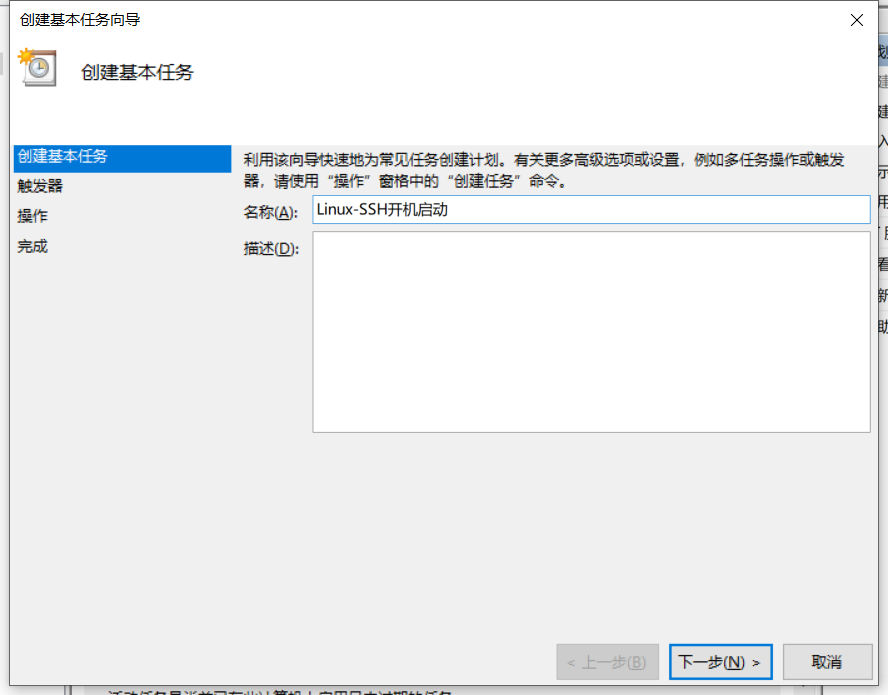 创建基本任务向导
创建基本任务
创建基本任务
利用该向导快速地为常见任务创建计划。有关更多高级选项或设置，例如多任务操作或触发
器，请使用“操作”窗格中的“创建任务”命令。
触发器
名称(A):
Linux-SSH开机启动
操作
描述(D):
完成
< 上一步(B)
下一步(N) >
取消